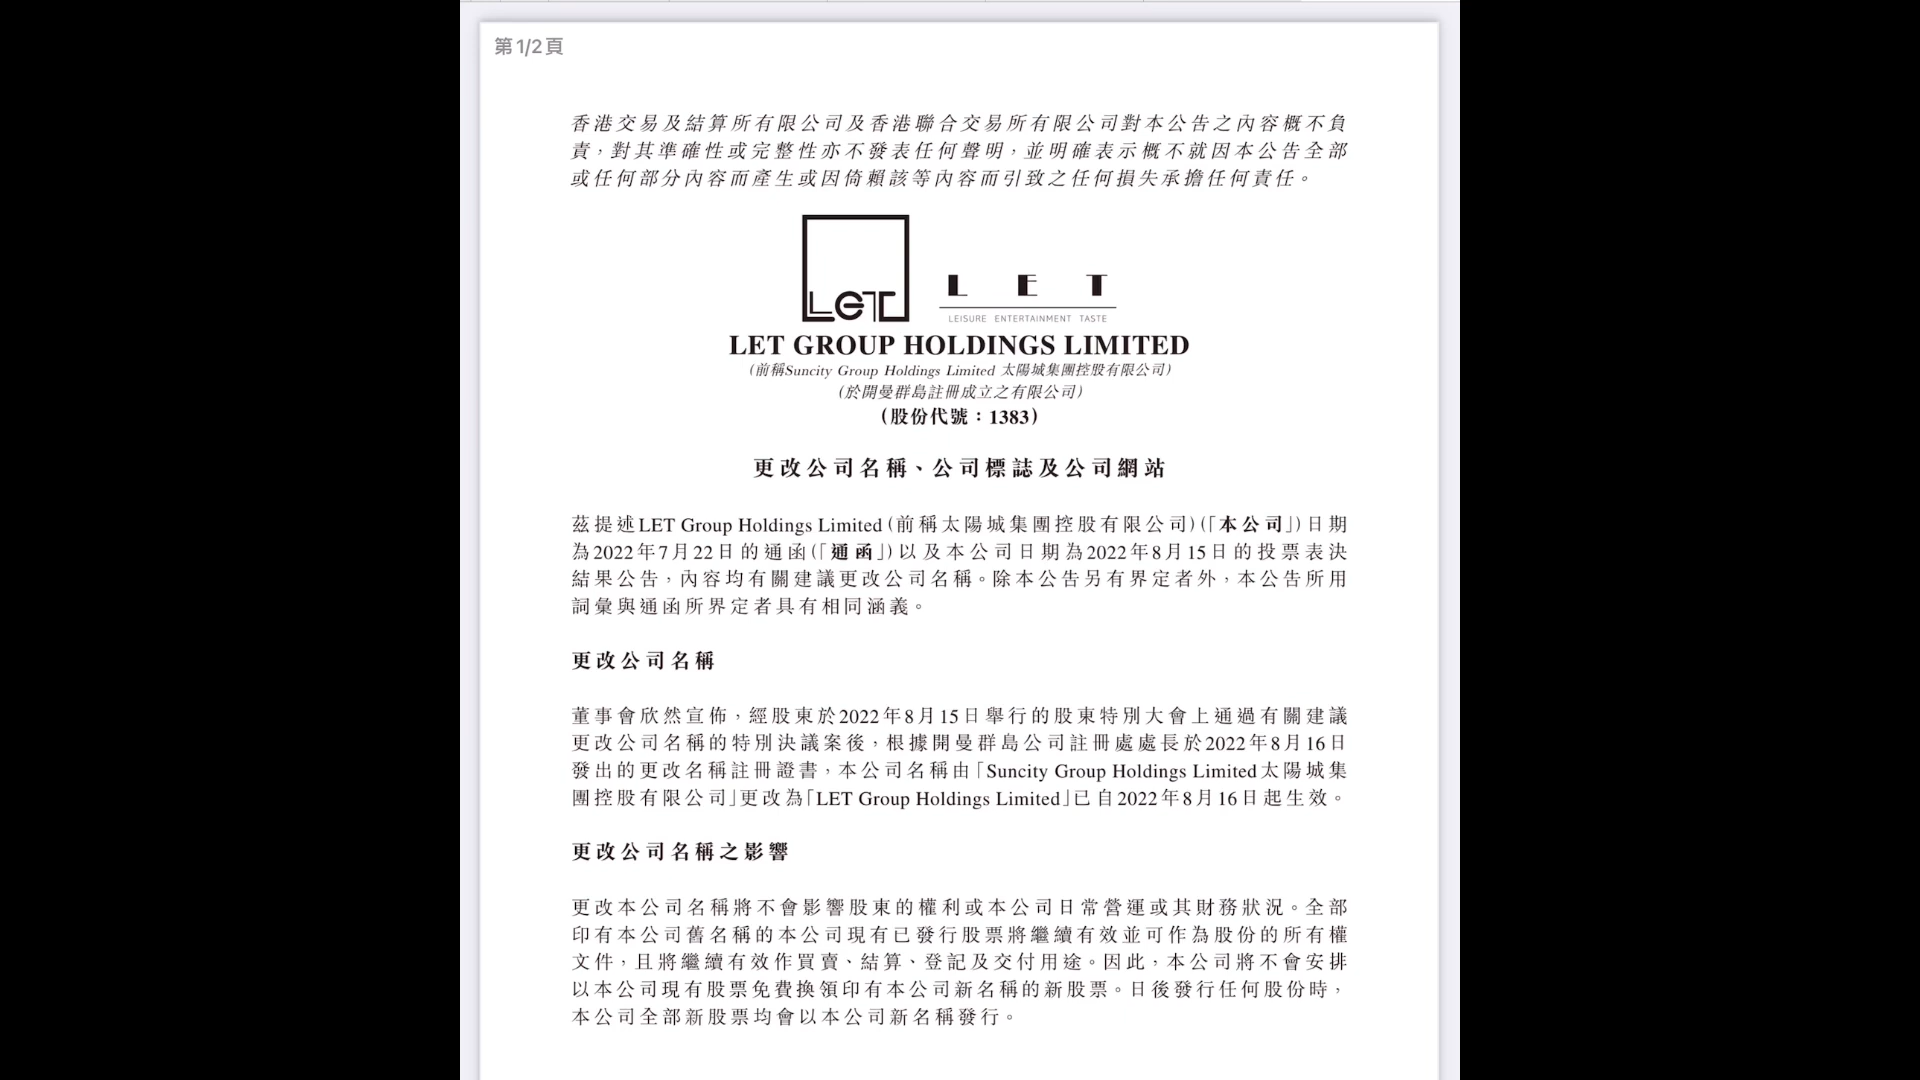 第1/2頁
香港交易及結算所有限公司及香港聯合交易所有限公司對本公告之內容概不負
責，對其準確性或完整性亦不發表任何聲明，並明確表示概不就因本公告全部
或任何部分內容而產生或因倚賴該等內容而引致之任何損失承擔任何責任。
LET
L E T
LEISURE ENTERTAINMENT TASTE
LET GROUP HOLDINGS LIMITED
(前稱Suncity Group Holdings Limited 太陽城集團控股有限公司)
(於開曼群島註冊成立之有限公司)
(股份代號：1383)
更改公司名稱、公司標誌及公司網站
茲提述LET Group Holdings Limited(前稱太陽城集團控股有限公司)(「本公司」)日期
為2022年7月22日的通函(「通函」)以及本公司日期為2022年8月15日的投票表決
結果公告，內容均有關建議更改公司名稱。除本公告另有界定者外，本公告所用
詞彙與通函所界定者具有相同涵義。
更改公司名稱
董事會欣然宣佈，經股東於2022年8月15日舉行的股東特別大會上通過有關建議
更改公司名稱的特別決議案後，根據開曼群島公司註冊處處長於2022年8月16日
發出的更改名稱註冊證書，本公司名稱由「Suncity Group Holdings Limited太陽城集
團控股有限公司」更改為「LET Group Holdings Limited」已自2022年8月16日起生效。
更改公司名稱之影響
更改本公司名稱將不會影響股東的權利或本公司日常營運或其財務狀況。全部
印有本公司舊名稱的本公司現有已發行股票將繼續有效並可作為股份的所有權
文件，且將繼續有效作買賣、結算、登記及交付用途。因此，本公司將不會安排
以本公司現有股票免費換領印有本公司新名稱的新股票。日後發行任何股份時，
本公司全部新股票均會以本公司新名稱發行。